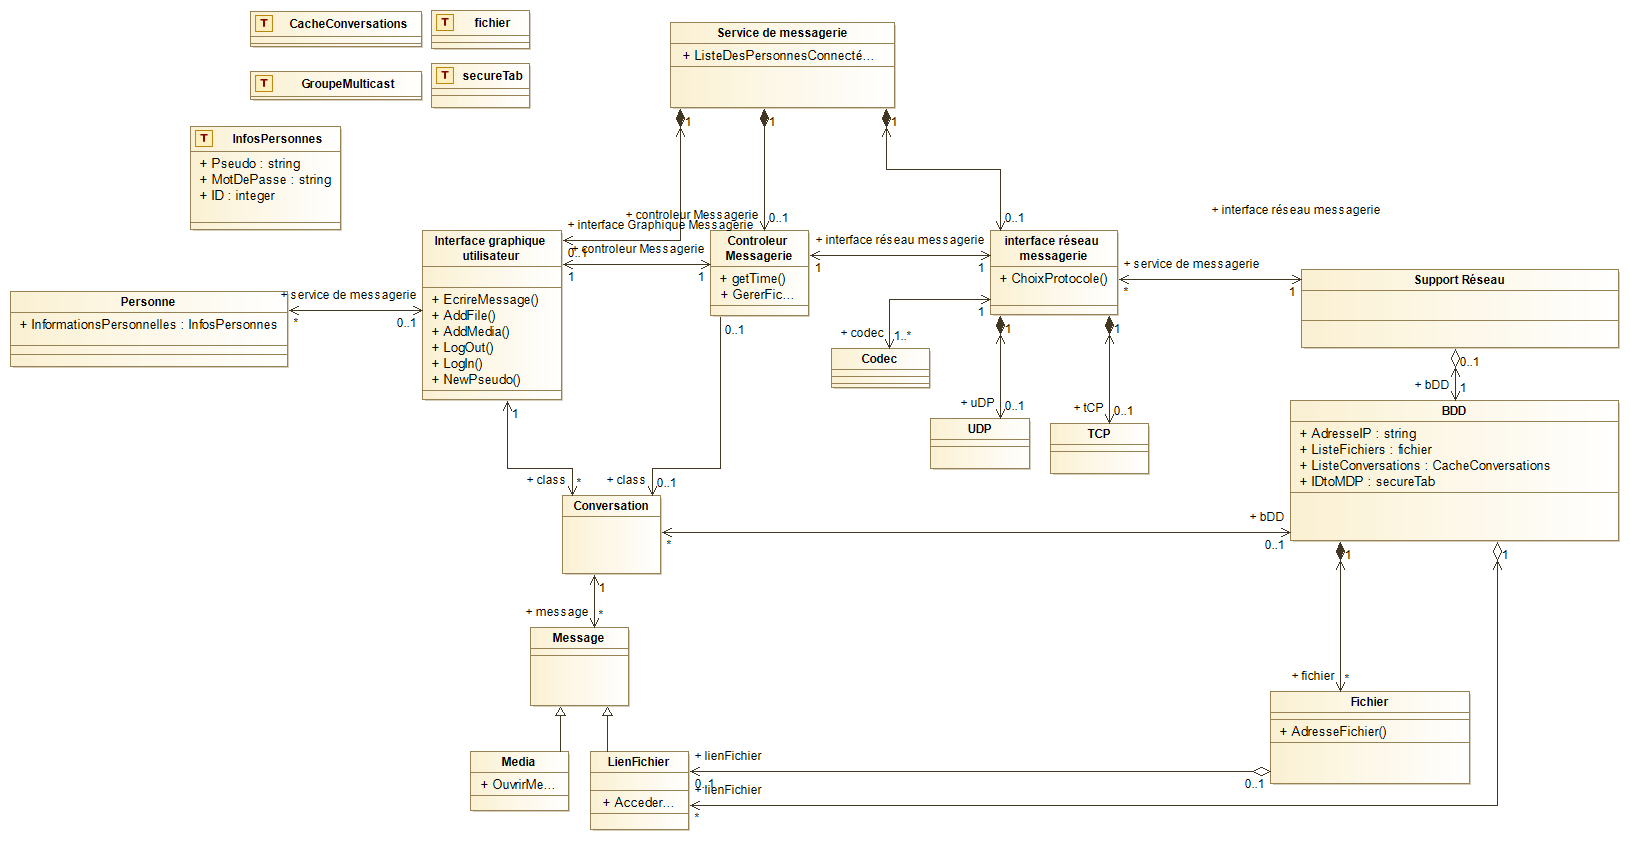 T CacheConversations
T fichier
Service de messagerie
+ ListeDesPersonnesConnecté...
T GroupeMulticast
T secureTab
1
1
1
T InfosPersonnes
+ Pseudo : string
+ MotDePasse : string
+ ID : integer
+ controleur Messagerie
0..1
0..1
+ interface réseau messagerie
+ interface Graphique Messagerie
0..1
Interface graphique
utilisateur
+ EcrireMessage()
+ AddFile()
+ AddMedia()
+ LogOut()
+ LogIn()
+ NewPseudo()
+ controleur Messagerie
1
1
Controleur
Messagerie
+ getTime()
+ GererFic...
+ interface réseau messagerie
1
1
interface réseau
messagerie
+ ChoixProtocole()
+ service de messagerie
*
1
Support Réseau
Personne
+ InformationsPersonnelles : InfosPersonnes
+ service de messagerie
*
0..1
0..1
1
+ codec
1..*
Codec
1
1
+ uDP
0..1
UDP
+ tCP
0..1
TCP
0..1
+ bDD
1
BDD
+ AdresseIP : string
+ ListeFichiers : fichier
+ ListeConversations : CacheConversations
+ IDtoMDP : secureTab
1
+ class
*
+ class
0..1
Conversation
*
+ bDD
0..1
1
1
1
+ message
*
Message
+ fichier
*
Fichier
+ AdresseFichier()
Media
+ OuvrirMe...
LienFichier
+ Acceder...
+ lienFichier
0..1
0..1
+ lienFichier
*